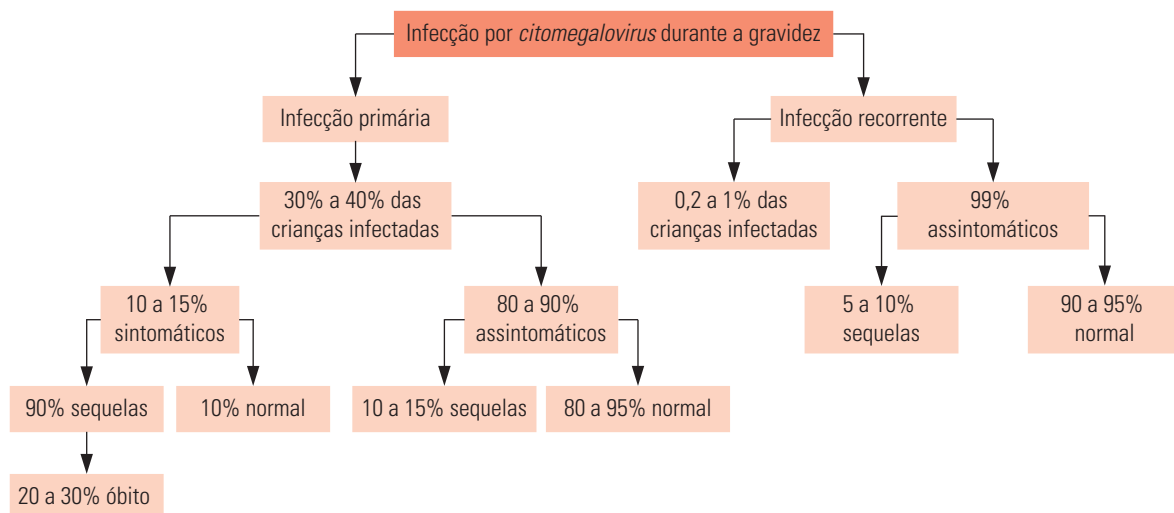 Infecção por citomegalovirus durante a gravidez
Infecção primária
Infecção recorrente
30% a 40% das
crianças infectadas
0,2 a 1% das
crianças infectadas
99%
assintomáticos
10 a 15%
sintomáticos
80 a 90%
assintomáticos
5 a 10%
sequelas
90 a 95%
normal
90% sequelas
10% normal
10 a 15% sequelas
80 a 95% normal
20 a 30% óbito